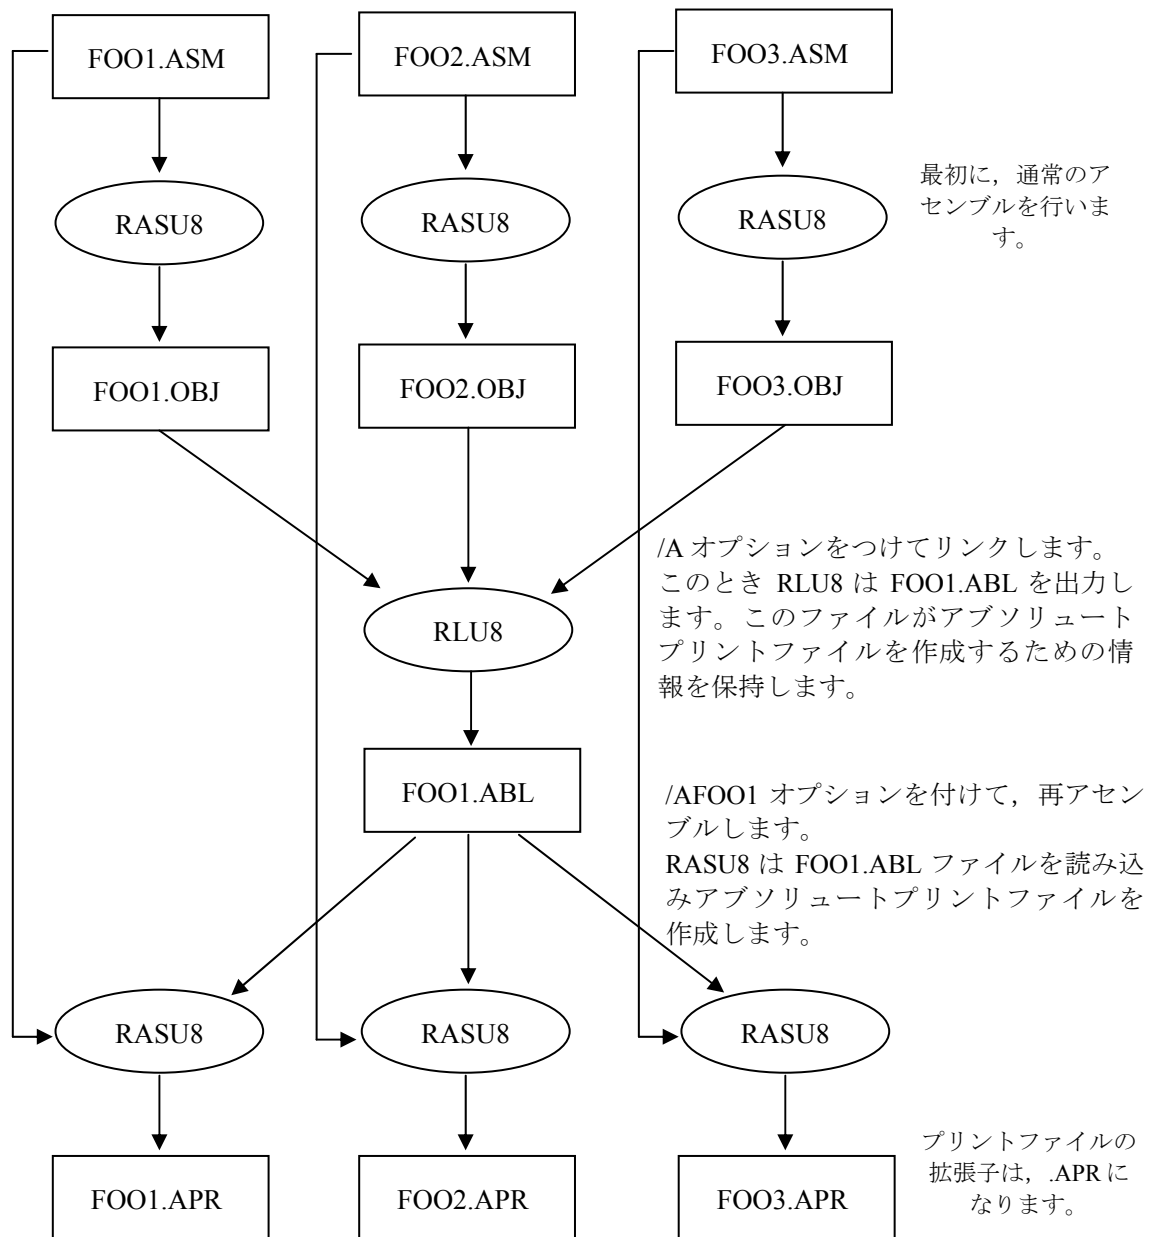 FOO1.ASM
FOO2.ASM
FOO3.ASM
最初に，通常のア
センブルを行いま
す。
RASU8
RASU8
RASU8
FOO1.OBJ
FOO2.OBJ
FOO3.OBJ
/A オプションをつけてリンクします。
このとき RLU8 は FOO1.ABL を出力し
ます。このファイルがアブソリュート
プリントファイルを作成するための情
報を保持します。
RLU8
FOO1.ABL
/AFOO1 オプションを付けて，再アセン
ブルします。
RASU8 は FOO1.ABL ファイルを読み込
みアブソリュートプリントファイルを
作成します。
RASU8
RASU8
RASU8
プリントファイルの
拡張子は，.APR に
なります。
FOO1.APR
FOO2.APR
FOO3.APR